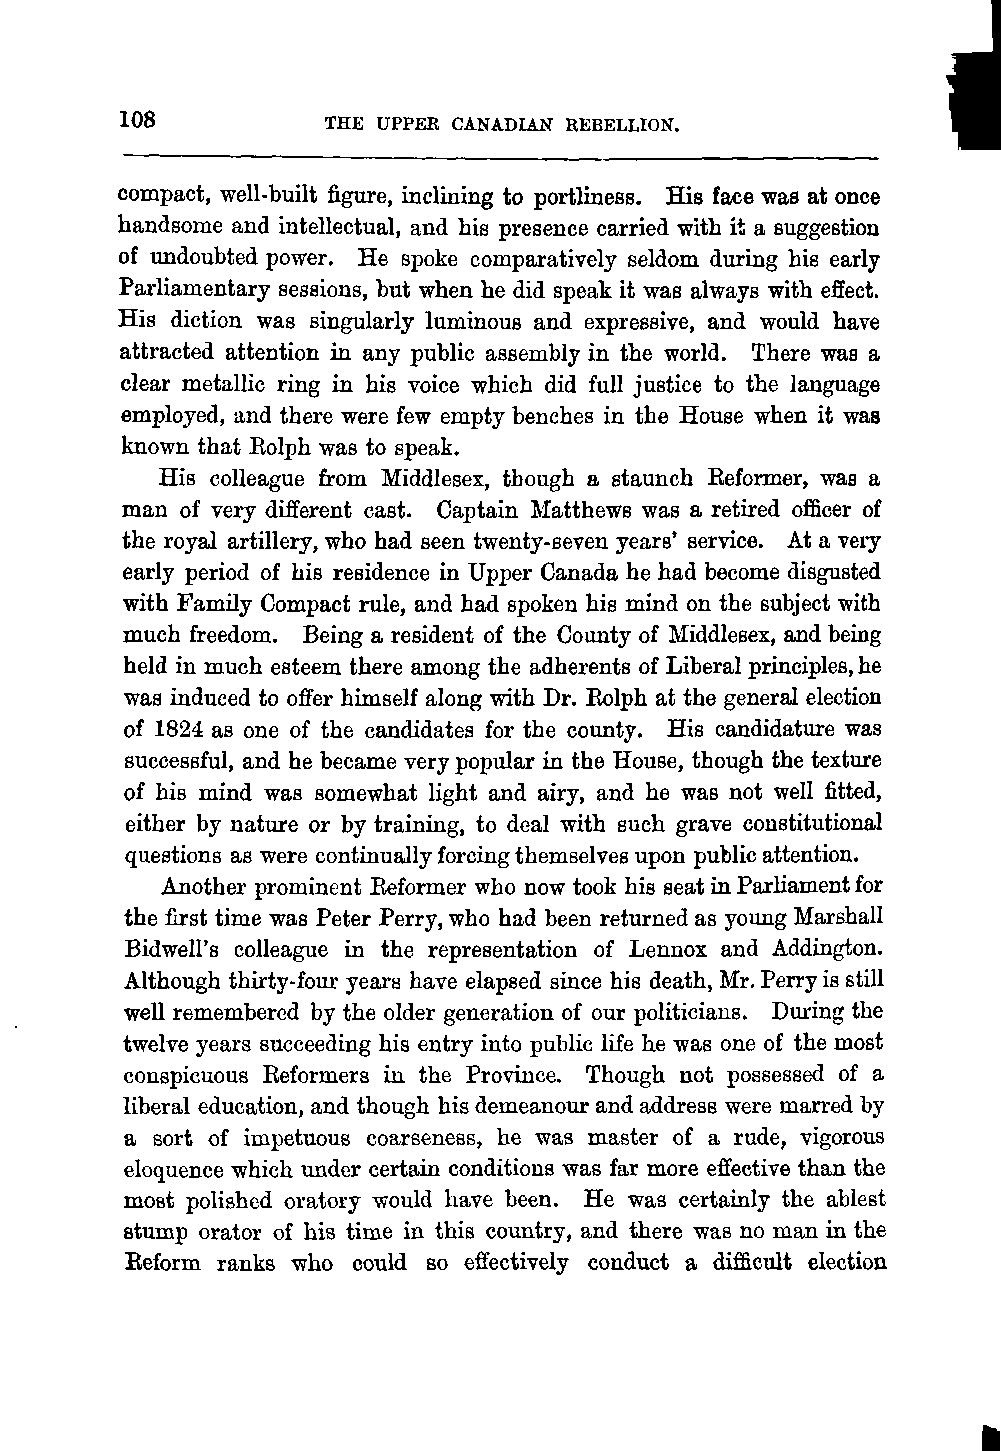 108 THE UPPER CANADIAN REBELLION.
compact, well-built figure, inclining to portliness. His face was at once
handsome and intellectual, and his presence carried with it a suggestion
of undoubted power. He spoke comparatively seldom during his early
Parliamentary sessions, but when he did speak it was always with effect.
His diction was singularly luminous and expressive, and would have
attracted attention in any public assembly in the world. There was a
clear metallic ring in his voice which did full justice to the language
employed, and there were few empty benches in the House when it was
known that Rolph was to speak.
His colleague from Middlesex, though a staunch Reformer, was a
man of very different cast. Captain Matthews was a retired officer of
the royal artillery, who had seen twenty-seven years' service. At a very
early period of his residence in Upper Canada he had become disgusted
with Family Compact rule, and had spoken his mind on the subject with
much freedom. Being a resident of the County of Middlesex, and being
held in much esteem there among the adherents of Liberal principles, he
was induced to offer himself along with Dr. Rolph at the general election
of 1824 as one of the candidates for the county. His candidature was
successful, and he became very popular in the House, though the texture
of his mind was somewhat light and airy, and he was not well fitted,
either by nature or by training, to deal with such grave constitutional
questions as were continually forcing themselves upon public attention.
Another prominent Reformer who now took his seat in Parliament for
the first time was Peter Perry, who had been returned as young Marshall
Bidwell's colleague in the representation of Lennox and Addington.
Although thirty-four years have elapsed since his death, Mr. Perry is still
well remembered by the older generation of our politicians. During the
twelve years succeeding his entry into public life he was one of the most
conspicuous Reformers in the Province. Though not possessed of a
liberal education, and though his demeanour and address were marred by
a sort of impetuous coarseness, he was master of a rude, vigorous
eloquence which under certain conditions was far more effective than the
most polished oratory would have been. He was certainly the ablest
stump orator of his time in this country, and there was no man in the
Reform ranks who could so effectively conduct a difficult election